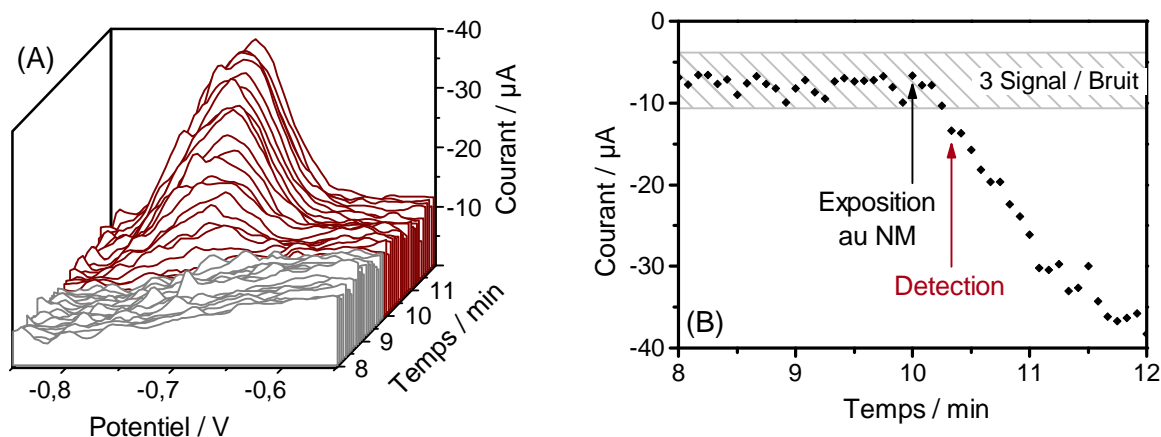 (A)
-40
-30
-20
-10
Courant / µA
11
10
9
8
Temps / min
-0,8
-0,7
-0,6
Potentiel / V
0
-10
-20
-30
-40
Courant / µA
3 Signal / Bruit
Exposition
au NM
Detection
(B)
8
9
10
11
12
Temps / min